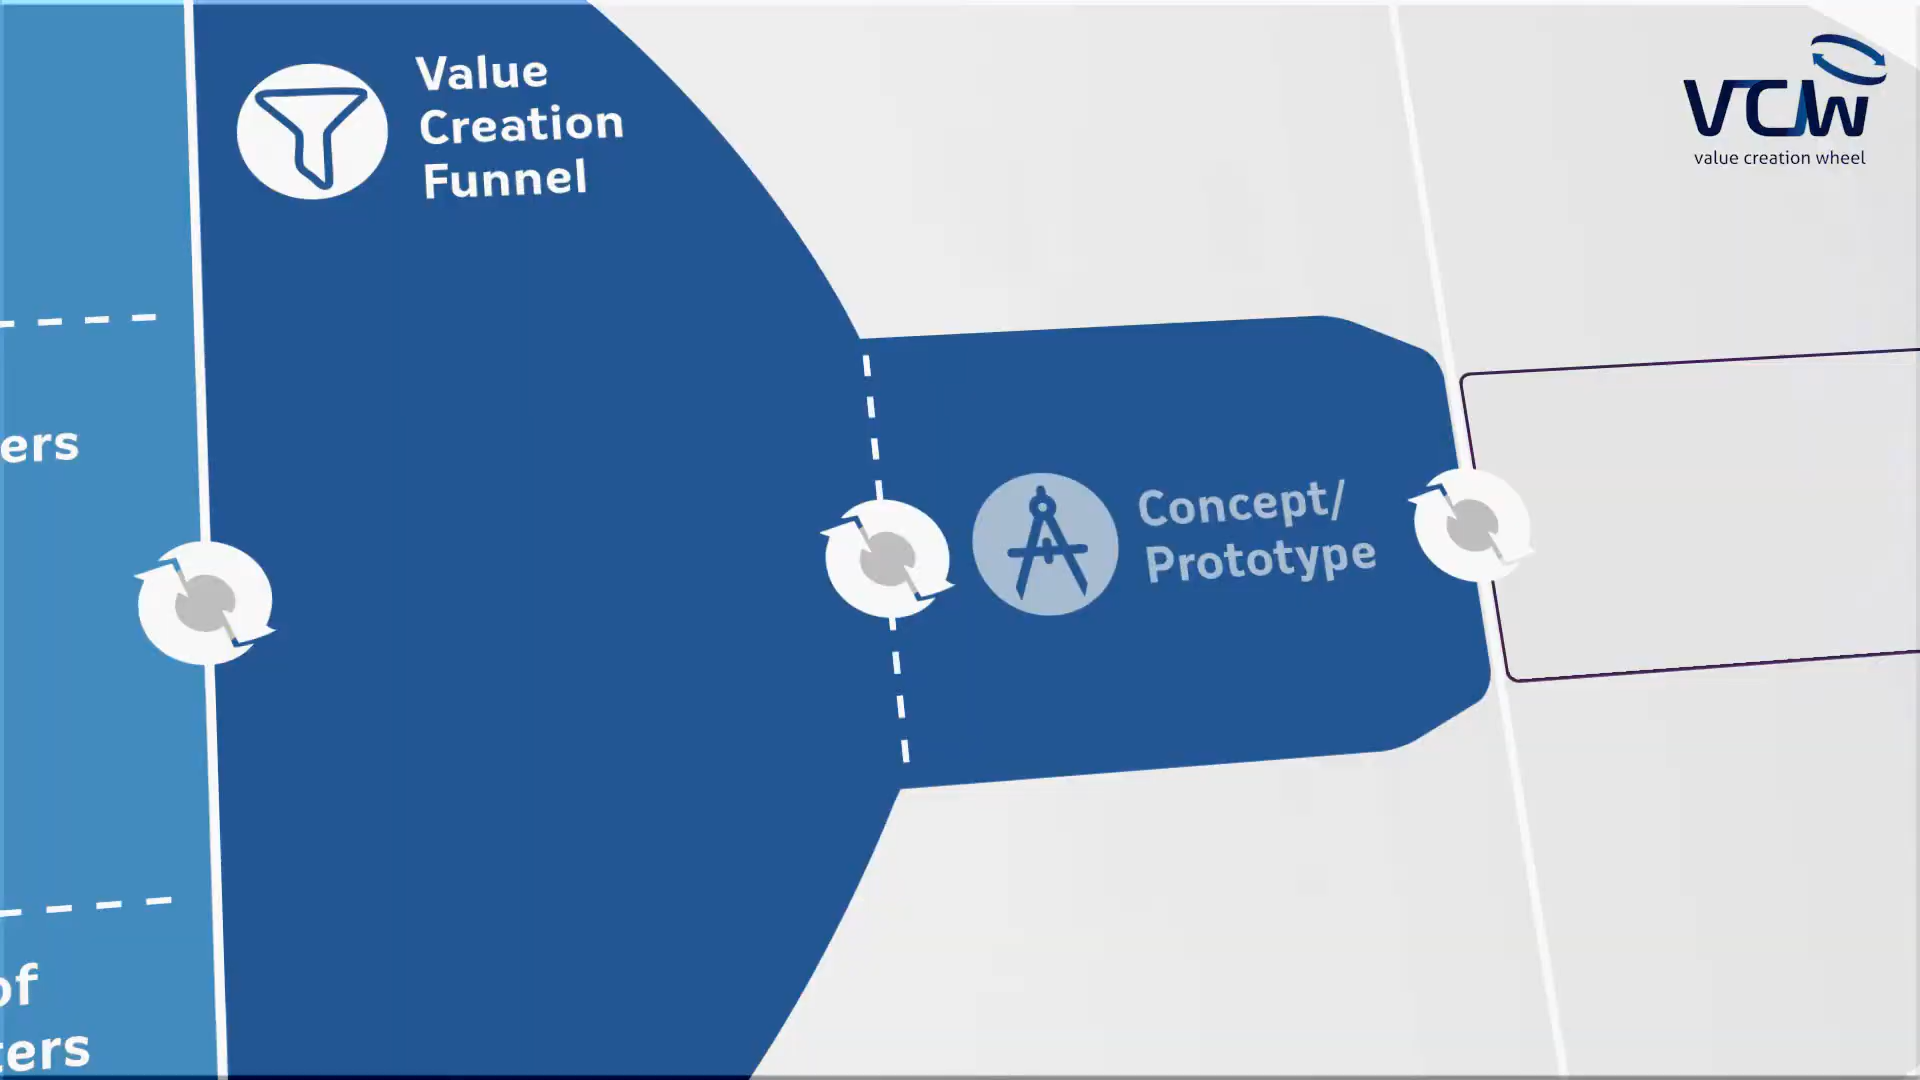 Value
Creation
Funnel
VCW
value creation wheel
ers
Concept/
Prototype
of
ters